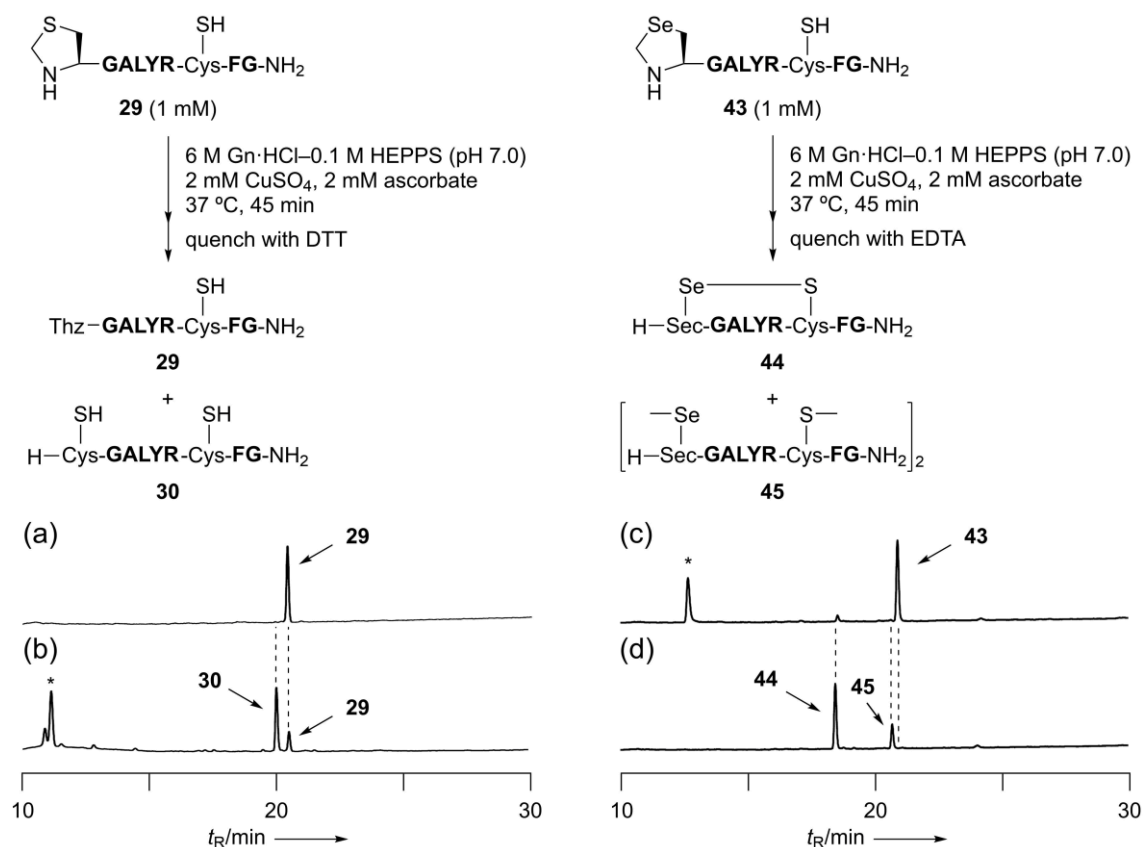 S
SH
N
H
GALYR-Cys-FG-NH2
29 (1 mM)
6 M Gn·HCl–0.1 M HEPPS (pH 7.0)
2 mM CuSO4, 2 mM ascorbate
37 ºC, 45 min
quench with DTT
SH
Thz-GALYR-Cys-FG-NH2
29
+
SH SH
H-Cys-GALYR-Cys-FG-NH2
30
Se
SH
N
H
GALYR-Cys-FG-NH2
43 (1 mM)
6 M Gn·HCl–0.1 M HEPPS (pH 7.0)
2 mM CuSO4, 2 mM ascorbate
37 ºC, 45 min
quench with EDTA
Se S
H-Sec-GALYR-Cys-FG-NH2
44
+
Se S
H-Sec-GALYR-Cys-FG-NH2 2
45
(a)
29
(b)
*
30
29
10 20 30
tR/min
(c)
*
43
(d)
44
45
10 20 30
tR/min